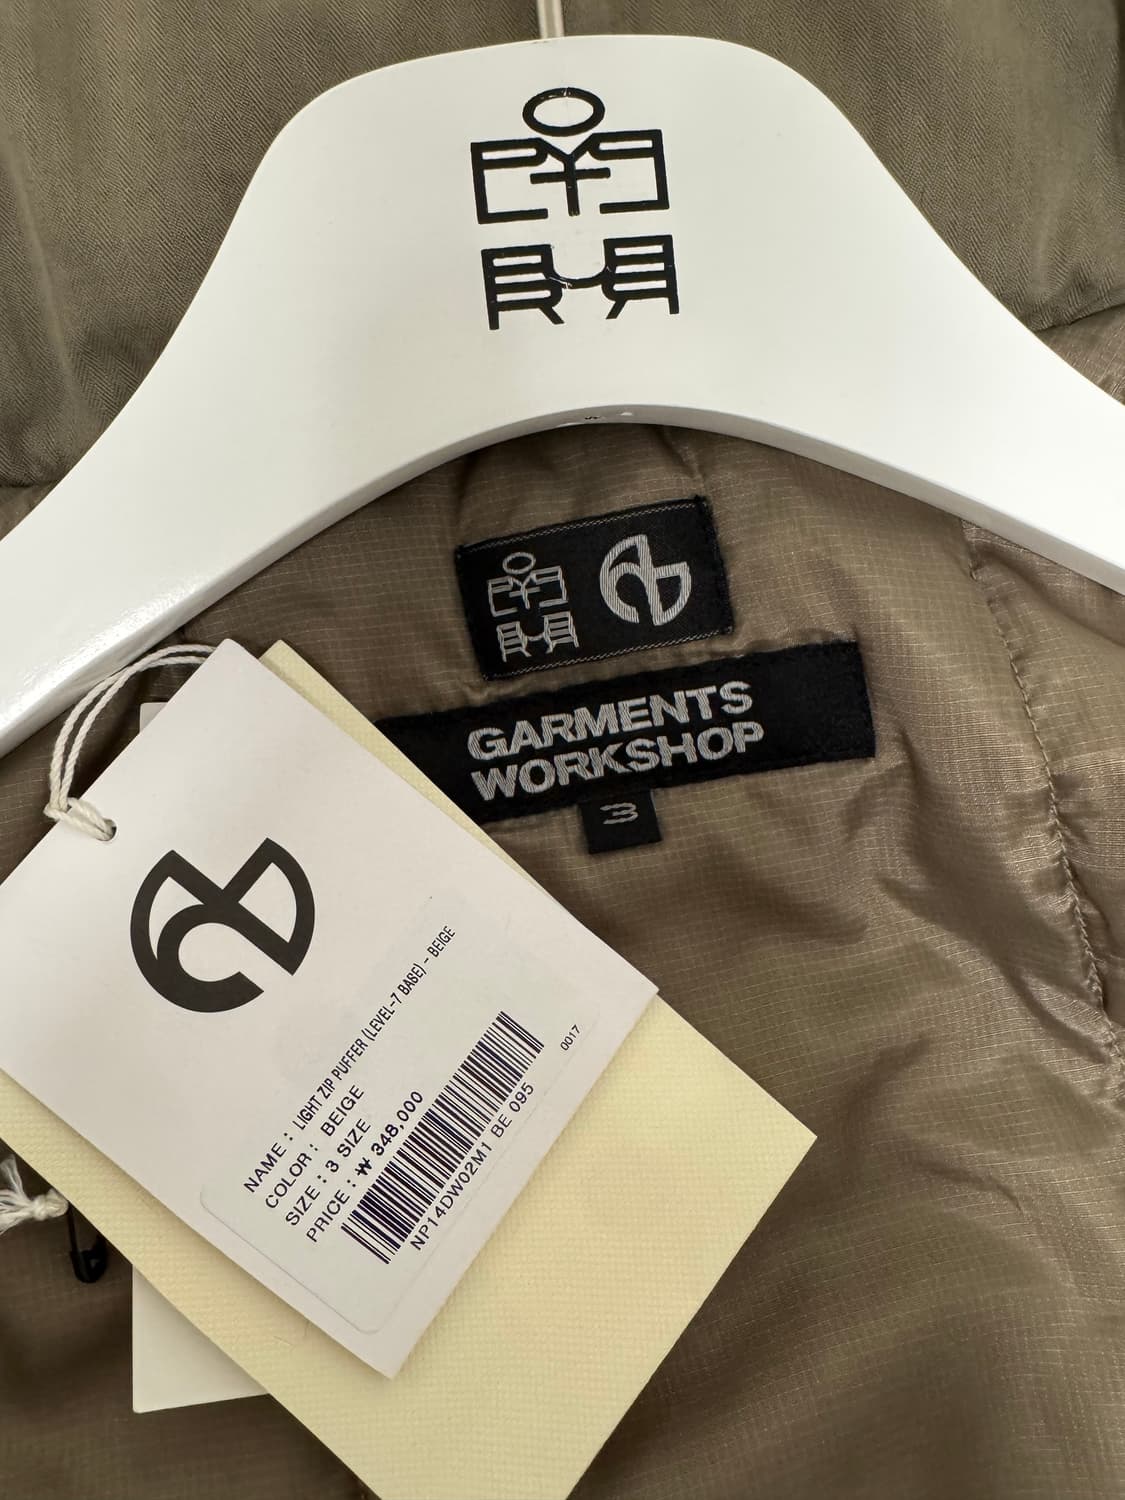 GARMENTS
WORKSHOP
3
NAME : LIGHT ZIP PUFFER (LEVEL-7 BASE) - BEIGE
COLOR : BEIGE
SIZE : 3 SIZE
PRICE : ₩ 348,000
0017
NP14DW02M1 BE 095